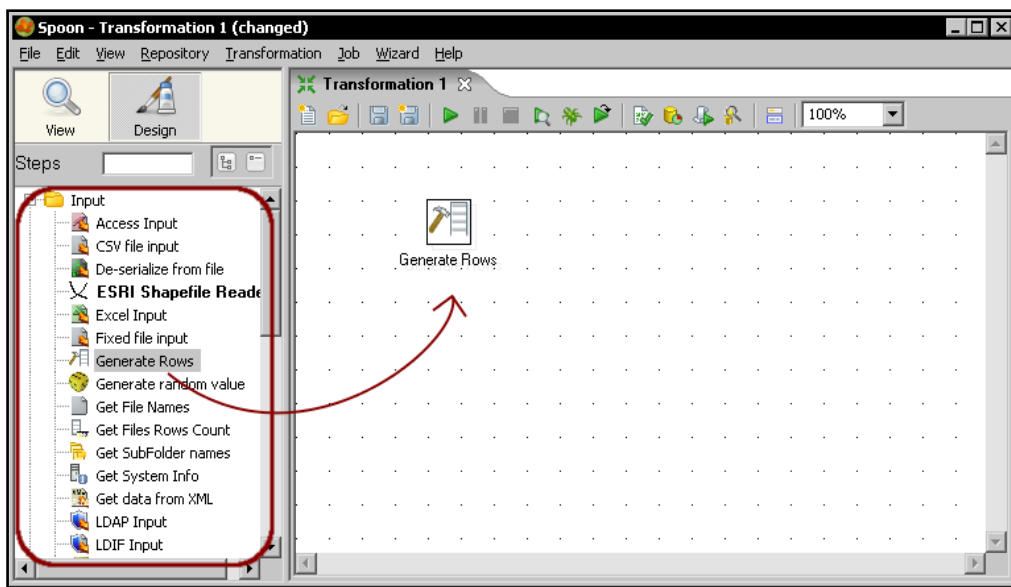 Spoon - Transformation 1 (changed)
File Edit View Repository Transformation Job Wizard Help
View
Design
Transformation 1
100%
Steps
Input
Access Input
CSV file input
De-serialize from file
ESRI Shapefile Reade
Excel Input
Fixed file input
Generate Rows
Generate random value
Get File Names
Get Files Rows Count
Get SubFolder names
Get System Info
Get data from XML
LDAP Input
LDIF Input
Generate Rows